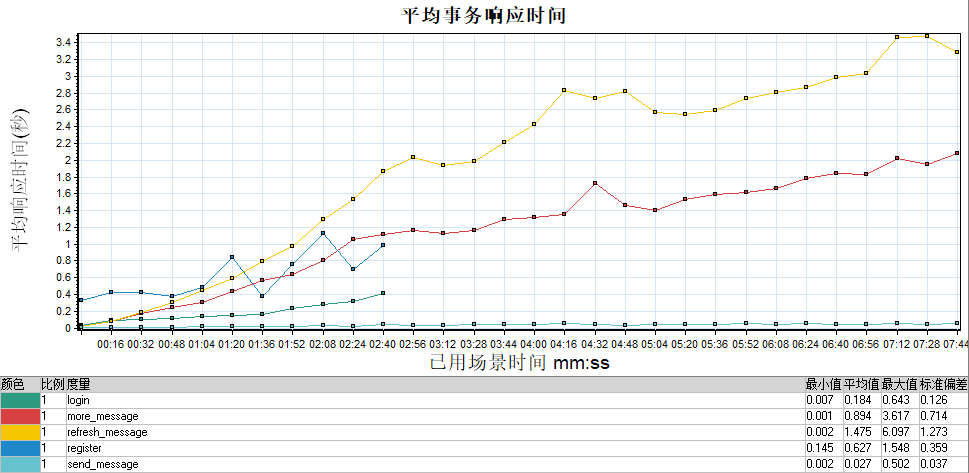 平均事务响应时间
平均响应时间(秒)
3.4
3.2
3
2.8
2.6
2.4
2.2
2
1.8
1.6
1.4
1.2
1
0.8
0.6
0.4
0.2
0
00:16 00:32 00:48 01:04 01:20 01:36 01:52 02:08 02:24 02:40 02:56 03:12 03:28 03:44 04:00 04:16 04:32 04:48 05:04 05:20 05:36 05:52 06:08 06:24 06:40 06:56 07:12 07:28 07:44
已用场景时间 mm:ss
颜色 比例 度量 最小值 平均值 最大值 标准偏差
1 login 0.007 0.184 0.643 0.126
1 more_message 0.001 0.894 3.617 0.714
1 refresh_message 0.002 1.475 6.097 1.273
1 register 0.145 0.627 1.548 0.359
1 send_message 0.002 0.027 0.502 0.037